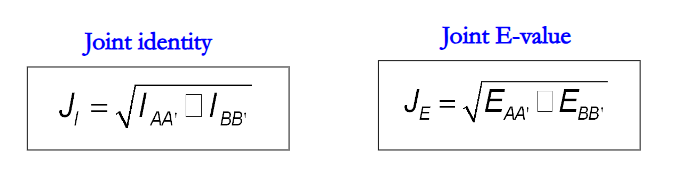 Joint identity
J_I = √(I_AA' □ I_BB')
Joint E-value
J_E = √(E_AA' □ E_BB')